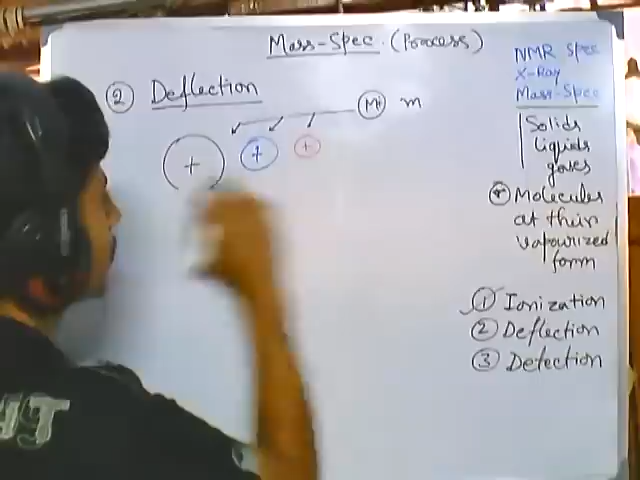 Mass-Spec. (Process)
② Deflection
M+ m
+ + +
NMR Spec
X-Ray
Mass-Spec
Solids
liquids
gases
Molecules
at their
vapourized
form
① Ionization
② Deflection
③ Detection